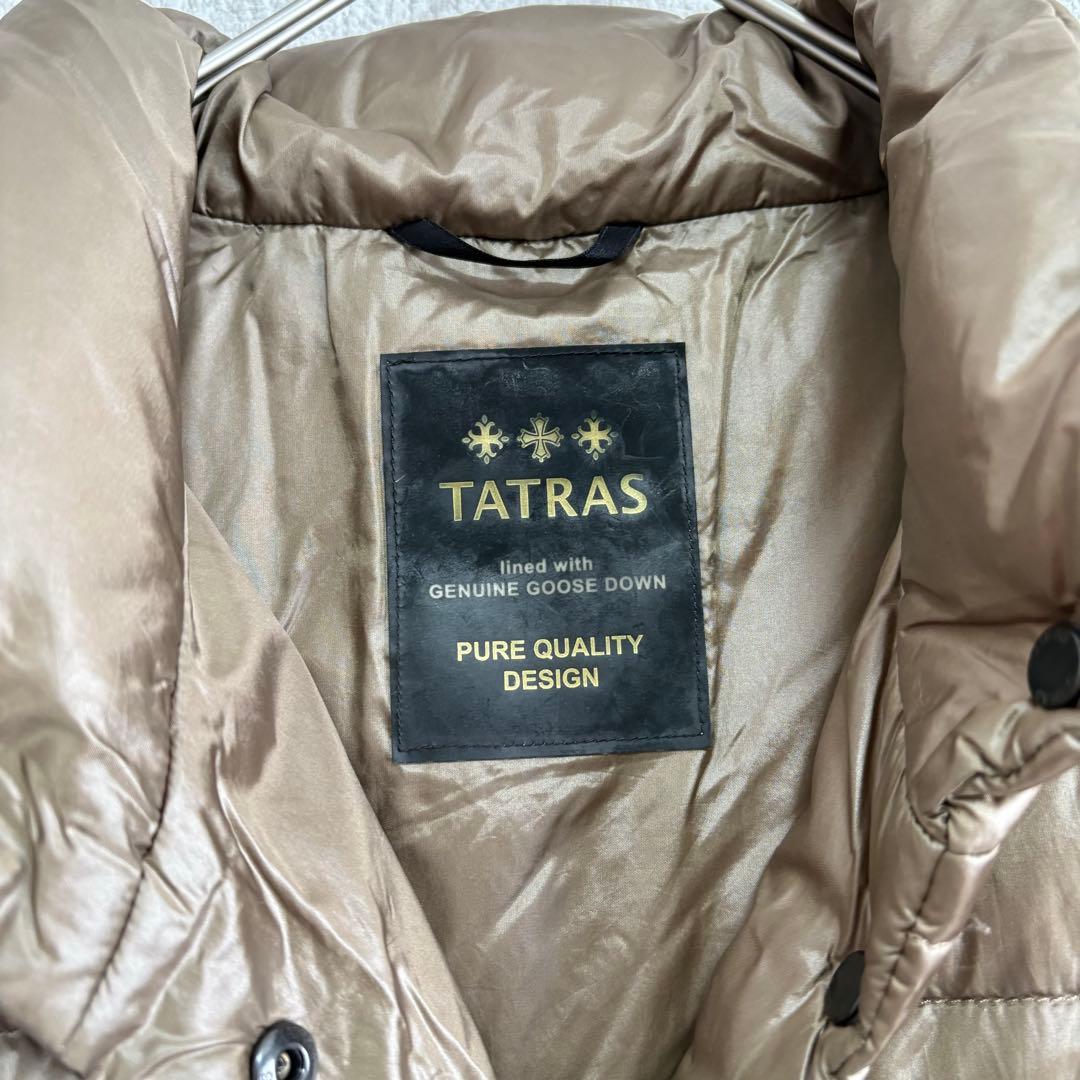 TATRAS
lined with
GENUINE GOOSE DOWN
PURE QUALITY
DESIGN